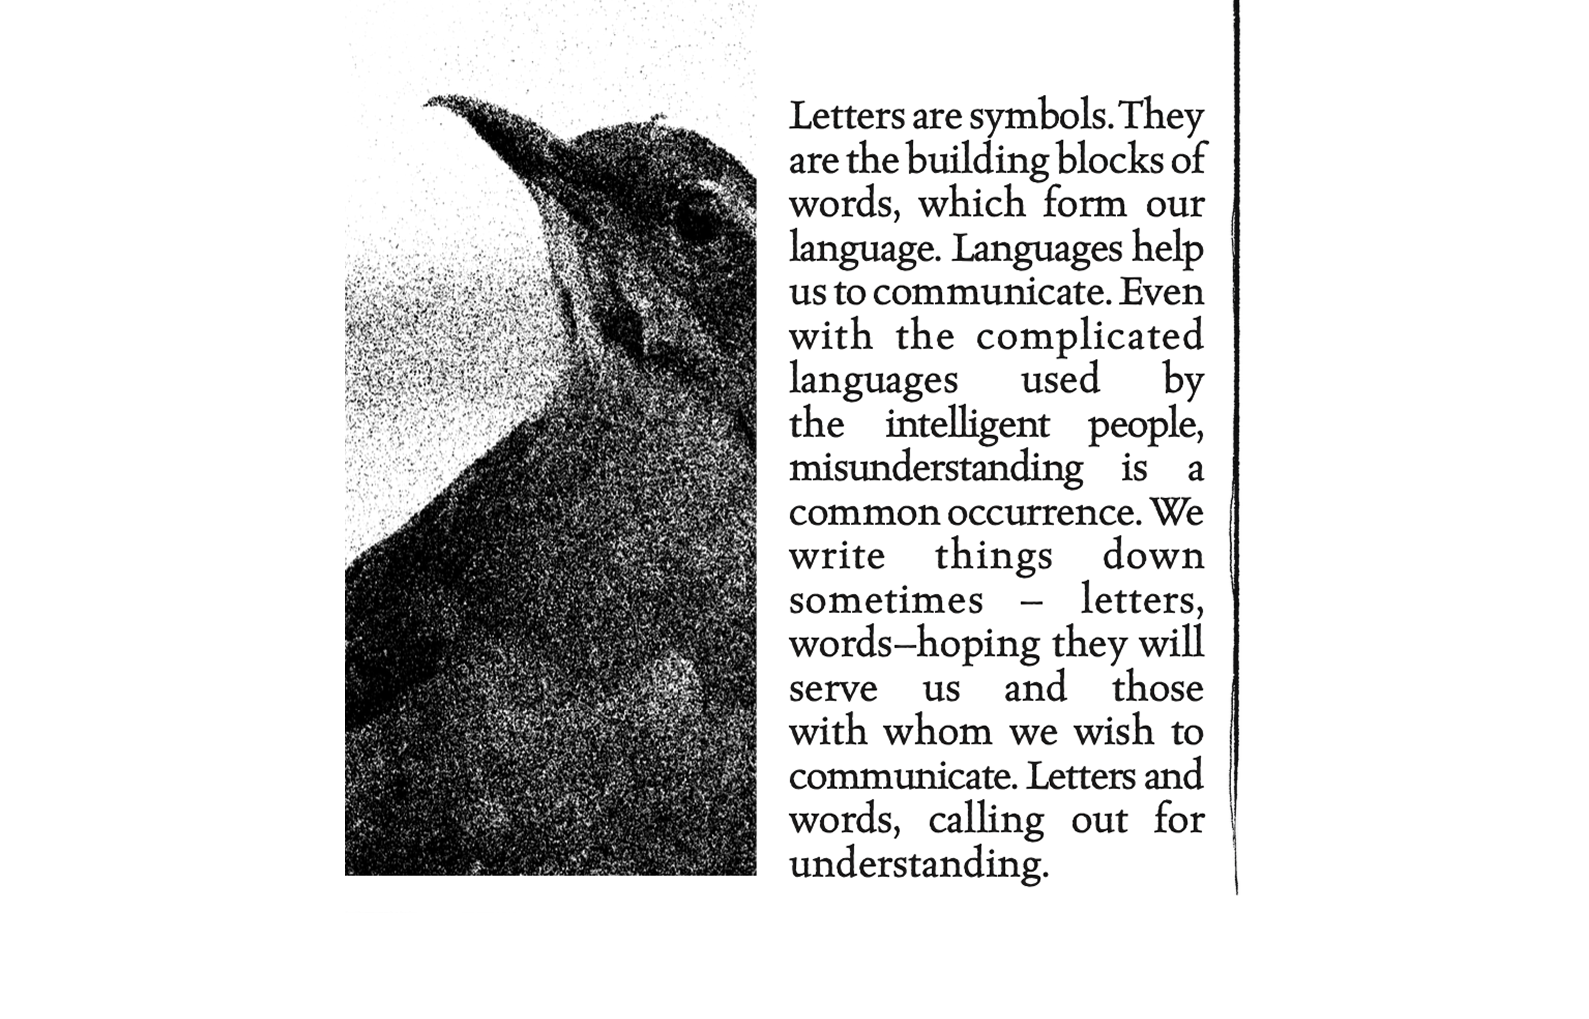 Letters are symbols. They
are the building blocks of
words, which form our
language. Languages help
us to communicate. Even
with the complicated
languages used by
the intelligent people,
misunderstanding is a
common occurrence. We
write things down
sometimes – letters,
words—hoping they will
serve us and those
with whom we wish to
communicate. Letters and
words, calling out for
understanding.